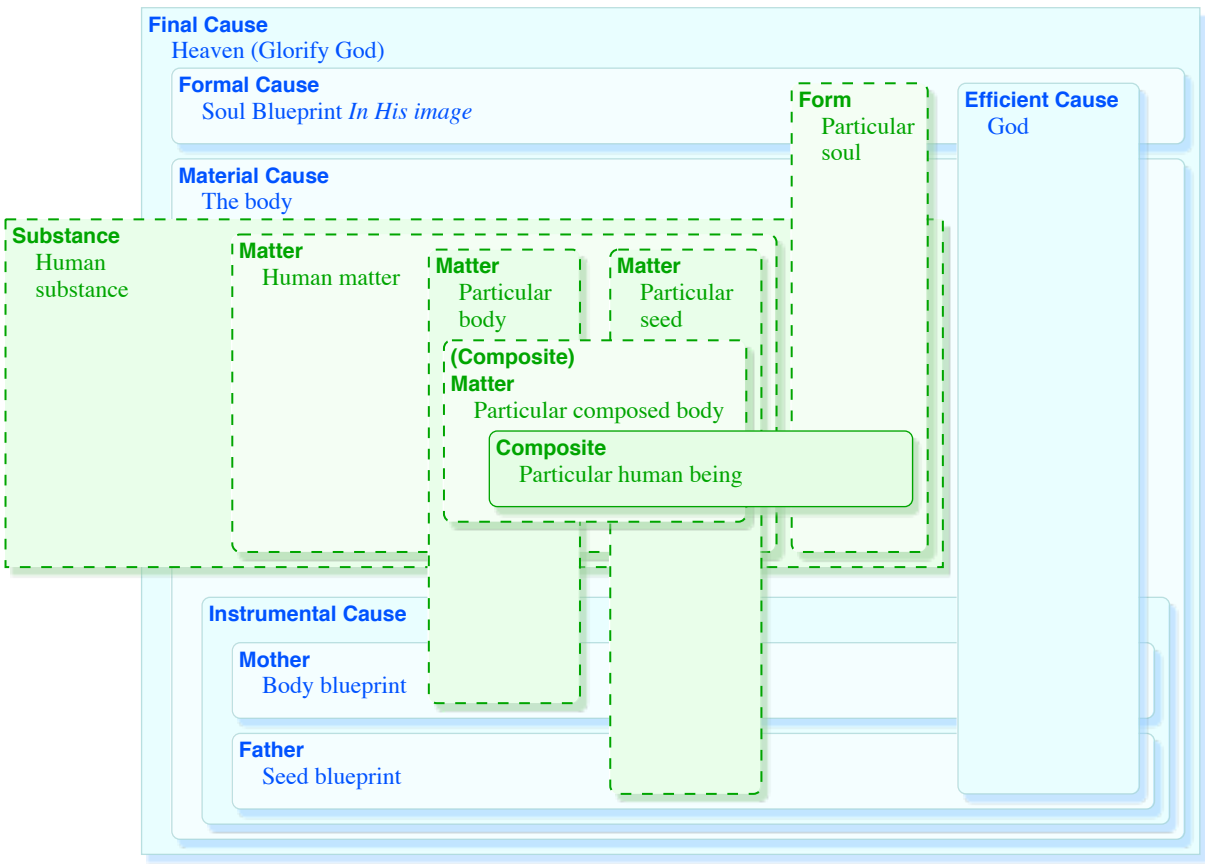 Final Cause
Heaven (Glorify God)
Formal Cause
Soul Blueprint In His image
Form
Particular
soul
Efficient Cause
God
Material Cause
The body
Substance
Human
substance
Matter
Human matter
Matter
Particular
body
Matter
Particular
seed
(Composite)
Matter
Particular composed body
Composite
Particular human being
Instrumental Cause
Mother
Body blueprint
Father
Seed blueprint